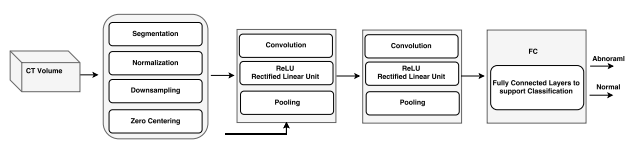 CT Volume
Segmentation
Normalization
Downsampling
Zero Centering
Convolution
ReLU
Rectified Linear Unit
Pooling
Convolution
ReLU
Rectified Linear Unit
Pooling
FC
Fully Connected Layers to
support Classification
Abnoraml
Normal